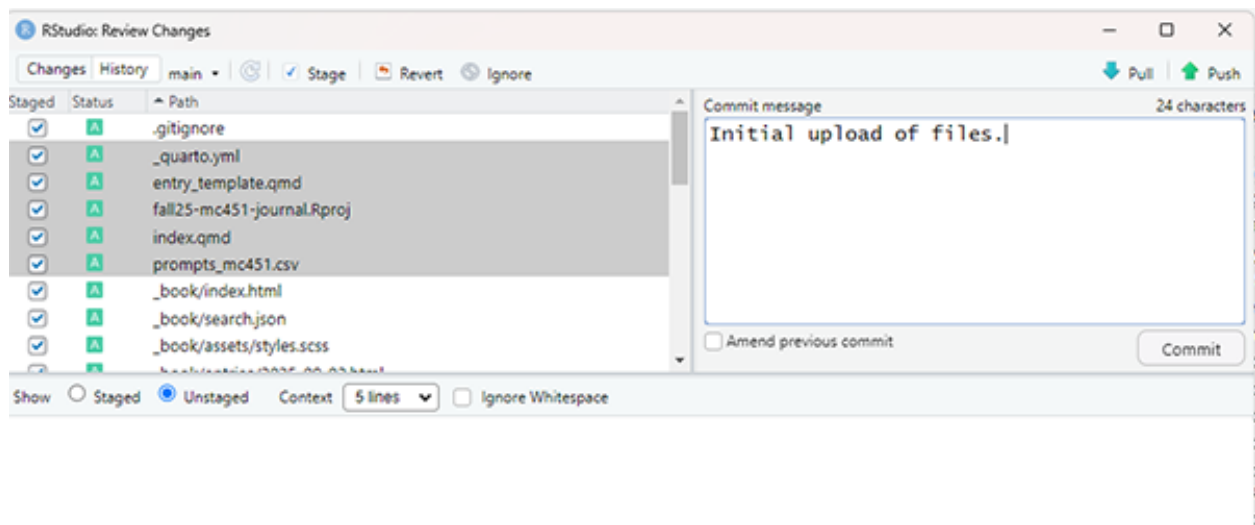 RStudio: Review Changes
Changes History main Stage Revert Ignore Pull Push
Staged Status Path
.gitignore
_quarto.yml
entry_template.qmd
fall25-mc451-journal.Rproj
index.qmd
prompts_mc451.csv
_book/index.html
_book/search.json
_book/assets/styles.scss
Commit message 24 characters
Initial upload of files.
Amend previous commit
Commit
Show Staged Unstaged Context 5 lines Ignore Whitespace